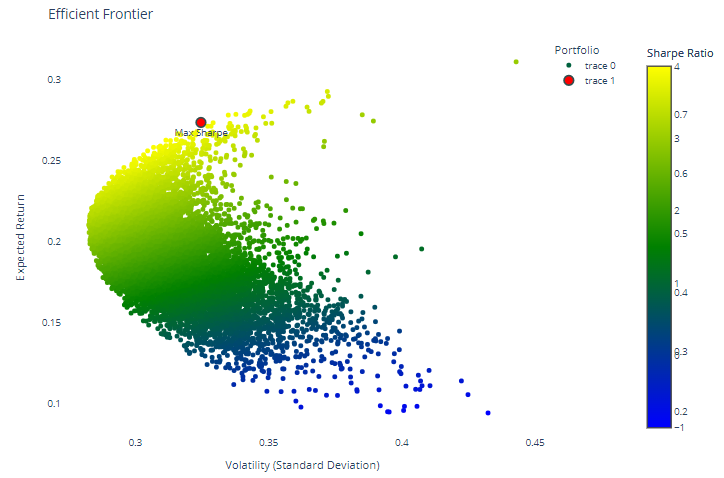 Efficient Frontier
Portfolio
trace 0
trace 1
Sharpe Ratio
Max Sharpe
Expected Return
0.3
0.25
0.2
0.15
0.1
0.3
0.35
0.4
0.45
Volatility (Standard Deviation)
4
0.7
3
0.6
2
0.5
1
0.4
0.3
0.2
−1